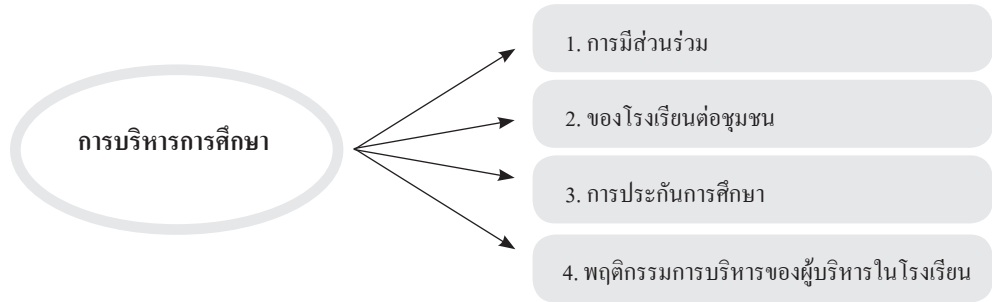 การบริหารการศึกษา
1. การมีส่วนร่วม
2. ของโรงเรียนต่อชุมชน
3. การประกันการศึกษา
4. พฤติกรรมการบริหารของผู้บริหารในโรงเรียน